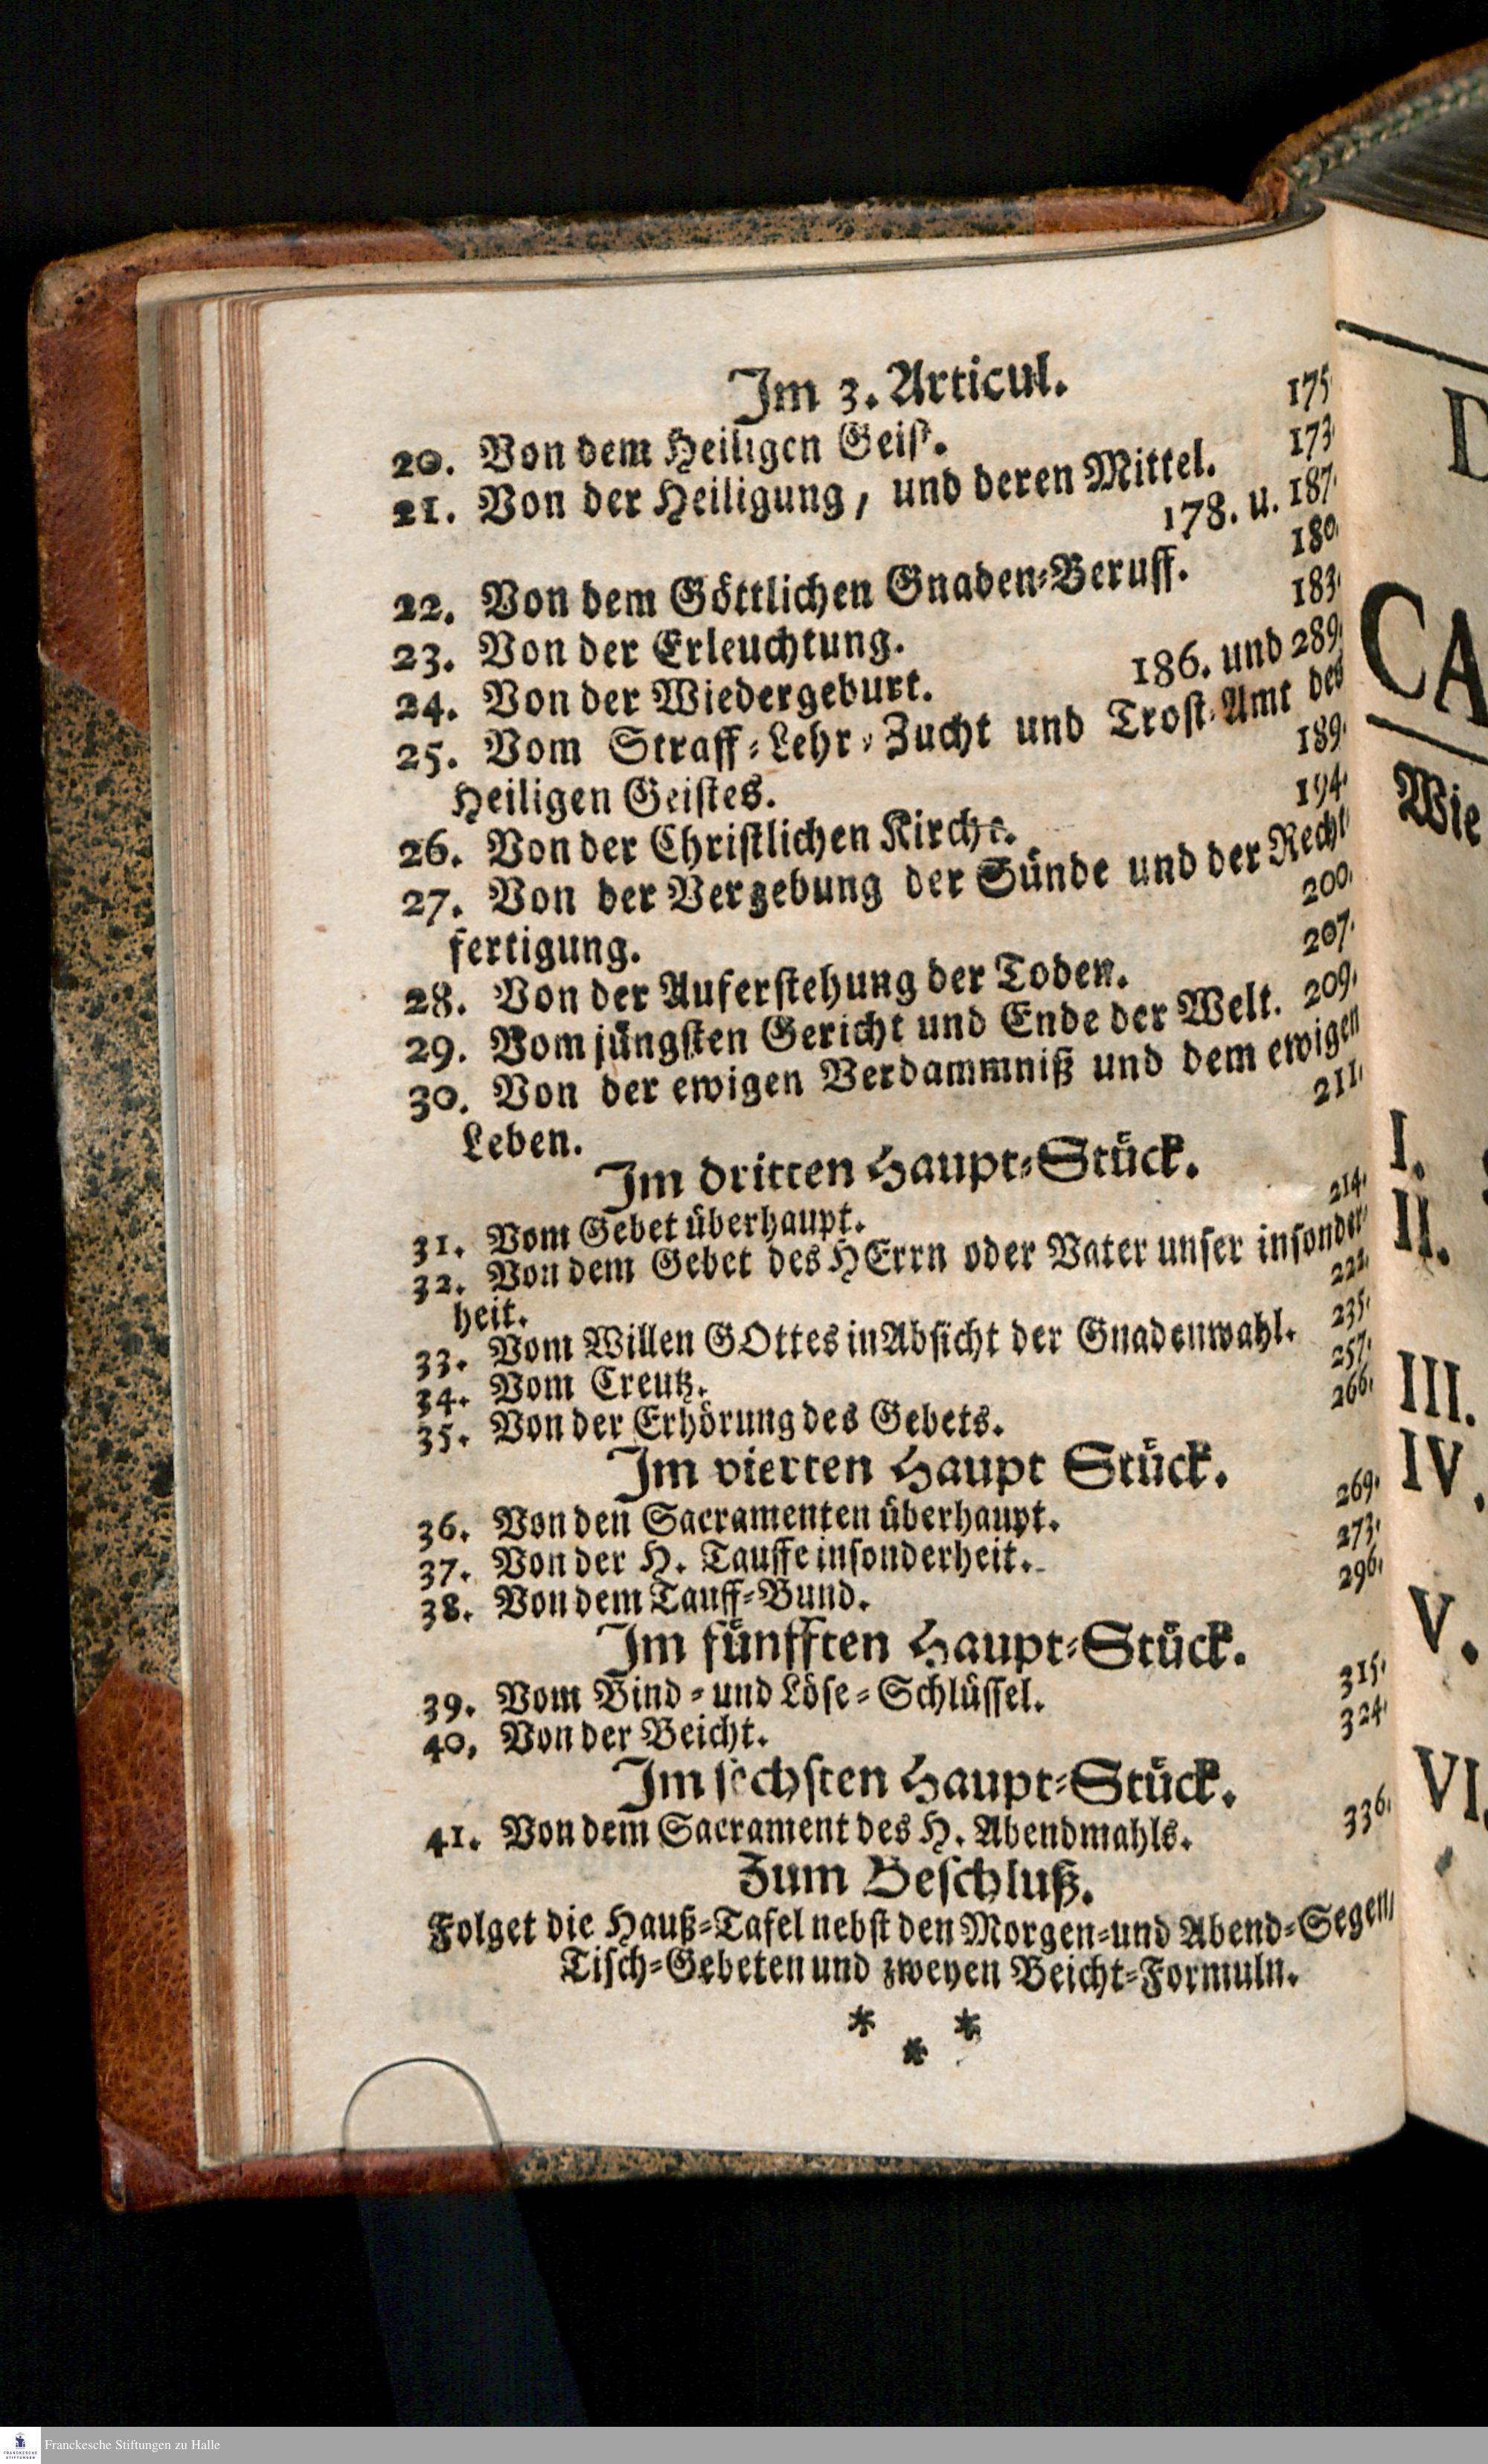 Im 3. Articul.
20. Von dem Heiligen Geist. 175.
21. Von der Heiligung, und deren Mittel. 173.
178. u. 187.
22. Von dem Göttlichen Gnaden-Beruff. 180.
23. Von der Erleuchtung. 183.
24. Von der Wiedergeburt. 186. und 289.
25. Vom Straff-Lehr-Zucht und Trost-Amt des
Heiligen Geistes. 189.
26. Von der Christlichen Kirche. 194.
27. Von der Vergebung der Sünde und der Recht-
fertigung. 200.
28. Von der Auferstehung der Toden. 207.
29. Vom jüngsten Gericht und Ende der Welt. 209.
30. Von der ewigen Verdammniß und dem ewigen
Leben. 211.
Im dritten Haupt-Stück.
31. Vom Gebet überhaupt. 214.
32. Von dem Gebet des HErrn oder Vater unser insonder-
heit. 222.
33. Vom Willen GOttes in Absicht der Gnadenwahl. 235.
34. Vom Creutz. 257.
35. Von der Erhörung des Gebets. 266.
Im vierten Haupt Stück.
36. Von den Sacramenten überhaupt. 269.
37. Von der H. Tauffe insonderheit. 273.
38. Von dem Tauff-Bund. 296.
Im fünfften Haupt-Stück.
39. Vom Bind- und Löse-Schlüssel. 315.
40, Von der Beicht. 324.
Im sechsten Haupt-Stück.
41. Von dem Sacrament des H. Abendmahls. 336.
Zum Beschluß.
Folget die Hauß-Tafel nebst den Morgen-und Abend-Segen,
Tisch-Gebeten und zweyen Beicht-Formuln.
* * *
CA
Wie
I.
II.
III.
IV.
V.
VI.
Franckesche Stiftungen zu Halle